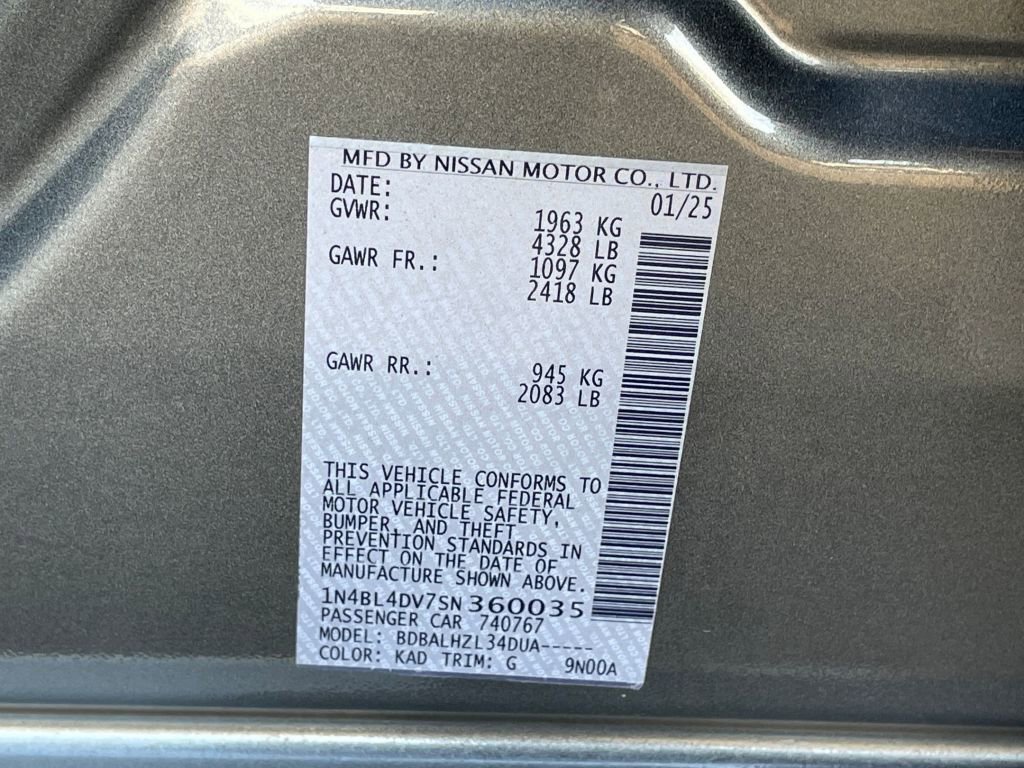 MFD BY NISSAN MOTOR CO., LTD.
DATE: 01/25
GVWR: 1963 KG
4328 LB
GAWR FR.: 1097 KG
2418 LB
GAWR RR.: 945 KG
2083 LB
THIS VEHICLE CONFORMS TO
ALL APPLICABLE FEDERAL
MOTOR VEHICLE SAFETY,
BUMPER, AND THEFT
PREVENTION STANDARDS IN
EFFECT ON THE DATE OF
MANUFACTURE SHOWN ABOVE.
1N4BL4DV7SN360035
PASSENGER CAR 740767
MODEL: BDBALHZL34DUA-----
COLOR: KAD TRIM: G 9N00A